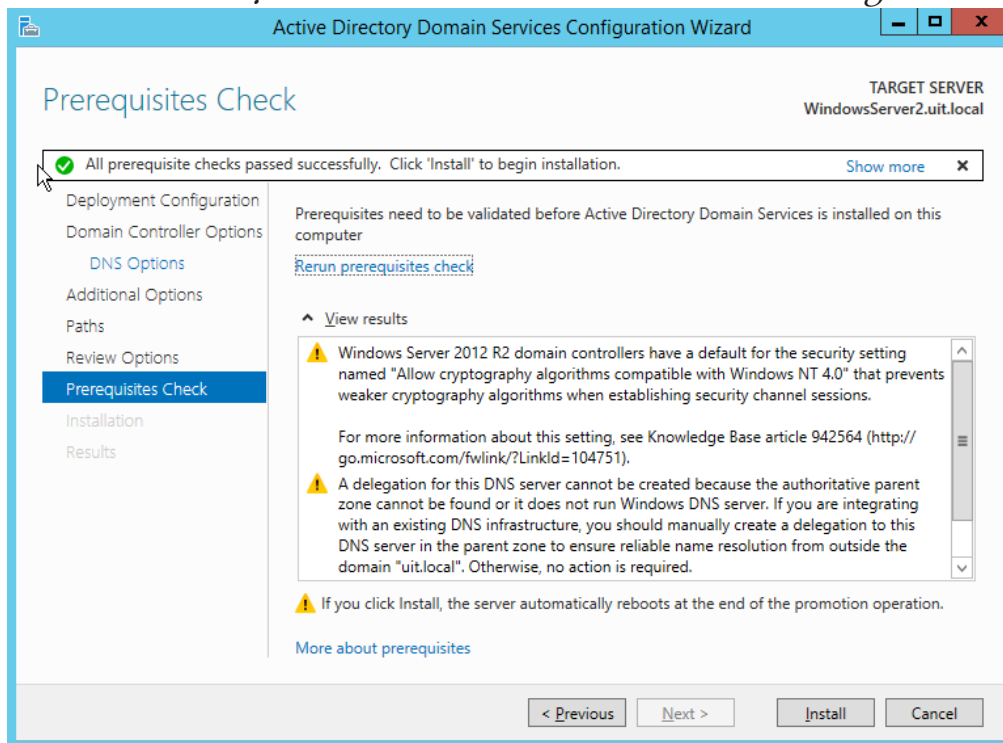 Active Directory Domain Services Configuration Wizard
Prerequisites Check
TARGET SERVER
WindowsServer2.uit.local
All prerequisite checks passed successfully.  Click 'Install' to begin installation.
Show more
Deployment Configuration
Domain Controller Options
DNS Options
Additional Options
Paths
Review Options
Prerequisites Check
Installation
Results
Prerequisites need to be validated before Active Directory Domain Services is installed on this
computer
Rerun prerequisites check
View results
Windows Server 2012 R2 domain controllers have a default for the security setting
named "Allow cryptography algorithms compatible with Windows NT 4.0" that prevents
weaker cryptography algorithms when establishing security channel sessions.
For more information about this setting, see Knowledge Base article 942564 (http://
go.microsoft.com/fwlink/?LinkId=104751).
A delegation for this DNS server cannot be created because the authoritative parent
zone cannot be found or it does not run Windows DNS server. If you are integrating
with an existing DNS infrastructure, you should manually create a delegation to this
DNS server in the parent zone to ensure reliable name resolution from outside the
domain "uit.local". Otherwise, no action is required.
If you click Install, the server automatically reboots at the end of the promotion operation.
More about prerequisites
< Previous
Next >
Install
Cancel